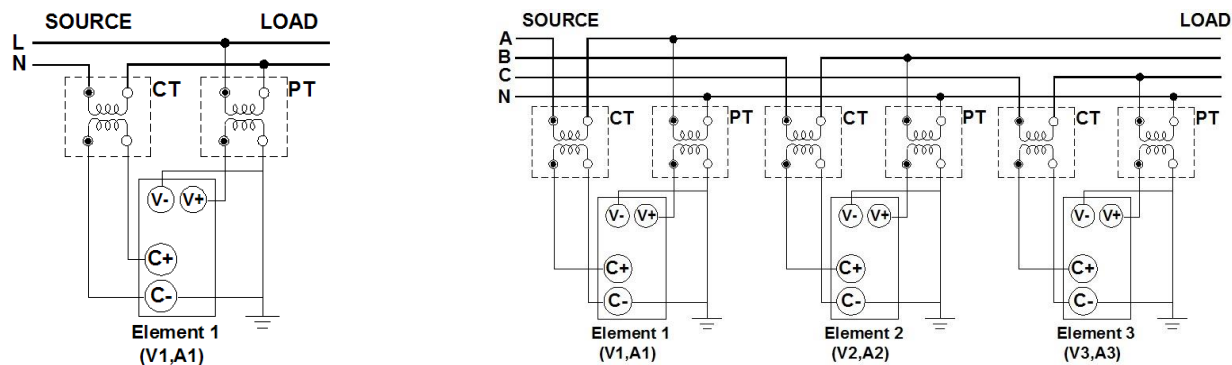 SOURCE LOAD
L
N
CT PT
V- V+
C+
C-
Element 1
(V1,A1)
SOURCE LOAD
A
B
C
N
CT PT CT PT CT PT
V- V+ V- V+ V- V+
C+ C+ C+
C- C- C-
Element 1 Element 2 Element 3
(V1,A1) (V2,A2) (V3,A3)